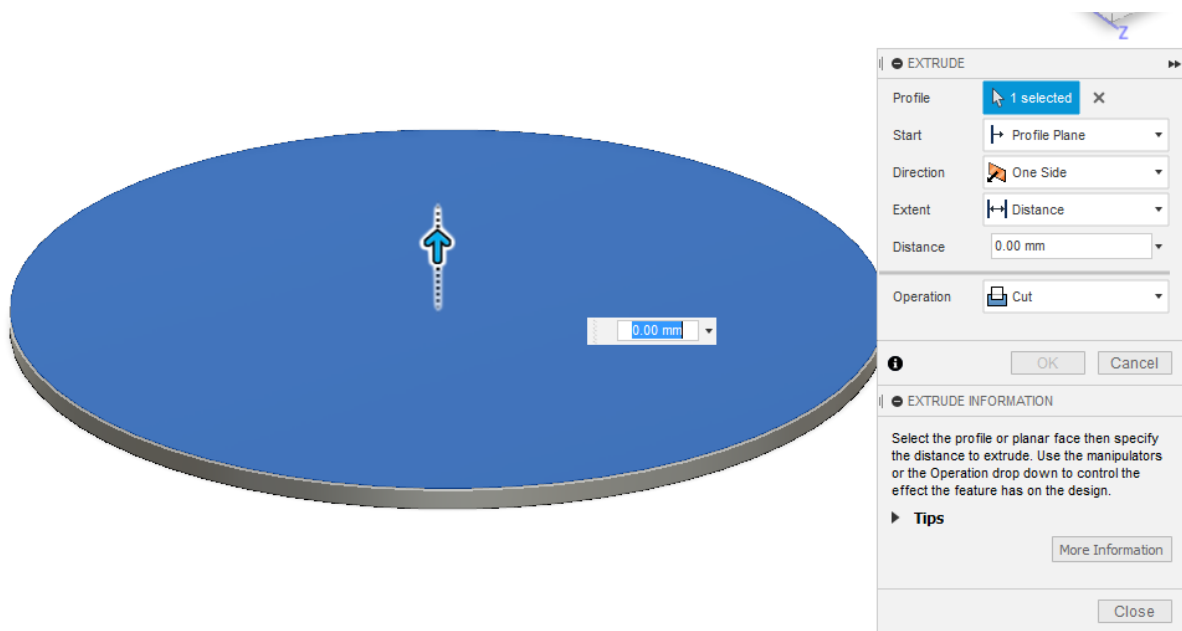 Z
EXTRUDE
Profile 1 selected
Start Profile Plane
Direction One Side
Extent Distance
Distance 0.00 mm
0.00 mm
Operation Cut
OK Cancel
EXTRUDE INFORMATION
Select the profile or planar face then specify
the distance to extrude. Use the manipulators
or the Operation drop down to control the
effect the feature has on the design.
Tips
More Information
Close